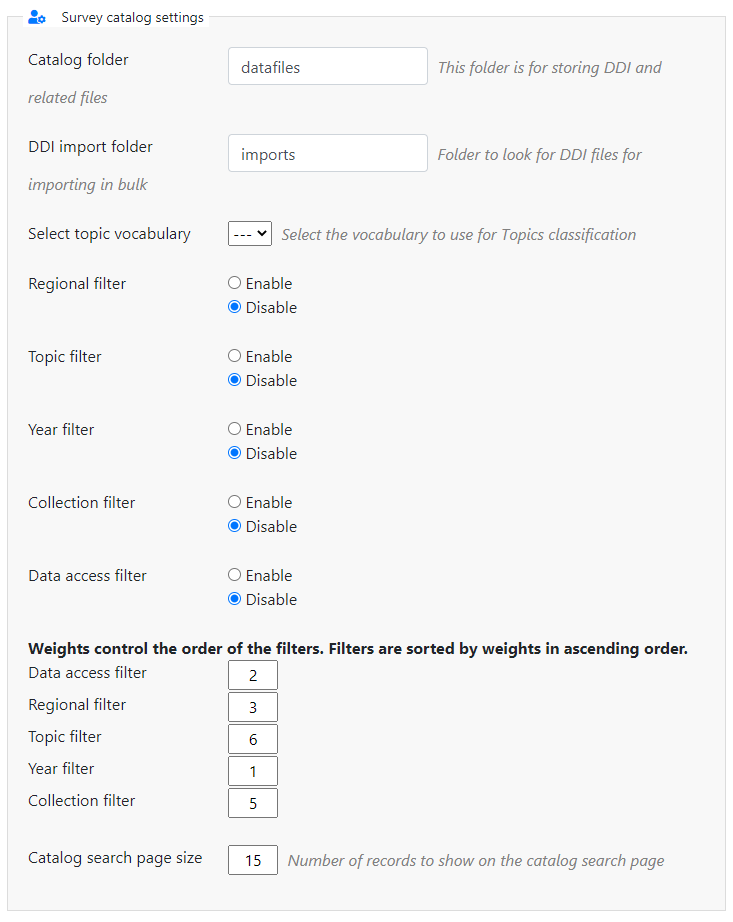 Survey catalog settings
Catalog folder
datafiles
This folder is for storing DDI and
related files
DDI import folder
imports
Folder to look for DDI files for
importing in bulk
Select topic vocabulary
---
Select the vocabulary to use for Topics classification
Regional filter
Enable
Disable
Topic filter
Enable
Disable
Year filter
Enable
Disable
Collection filter
Enable
Disable
Data access filter
Enable
Disable
Weights control the order of the filters. Filters are sorted by weights in ascending order.
Data access filter 2
Regional filter 3
Topic filter 6
Year filter 1
Collection filter 5
Catalog search page size 15 Number of records to show on the catalog search page